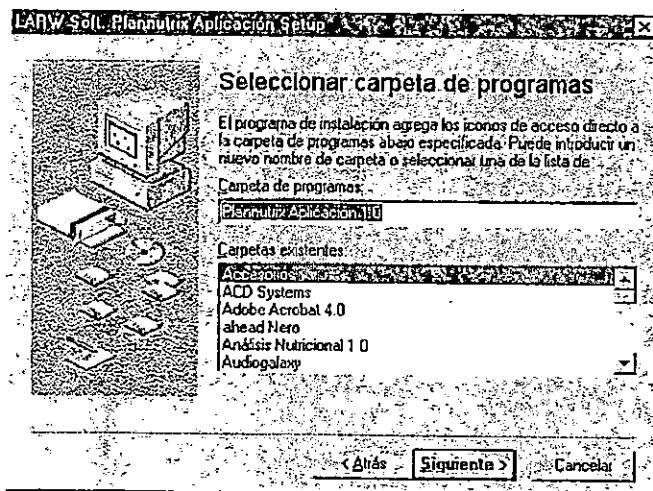 LARW Soft. Plannutrix Aplicación Setup
Seleccionar carpeta de programas
El programa de instalación agrega los iconos de acceso directo a
la carpeta de programas abajo especificada. Puede introducir un
nuevo nombre de carpeta o seleccionar una de la lista de
Carpeta de programas:
Plannutrix Aplicación 1.0
Carpetas existentes:
Accesorios
ACD Systems
Adobe Acrobat 4.0
ahead Nero
Análisis Nutricional 1 0
Audiogalaxy
< Atrás
Siguiente >
Cancelar